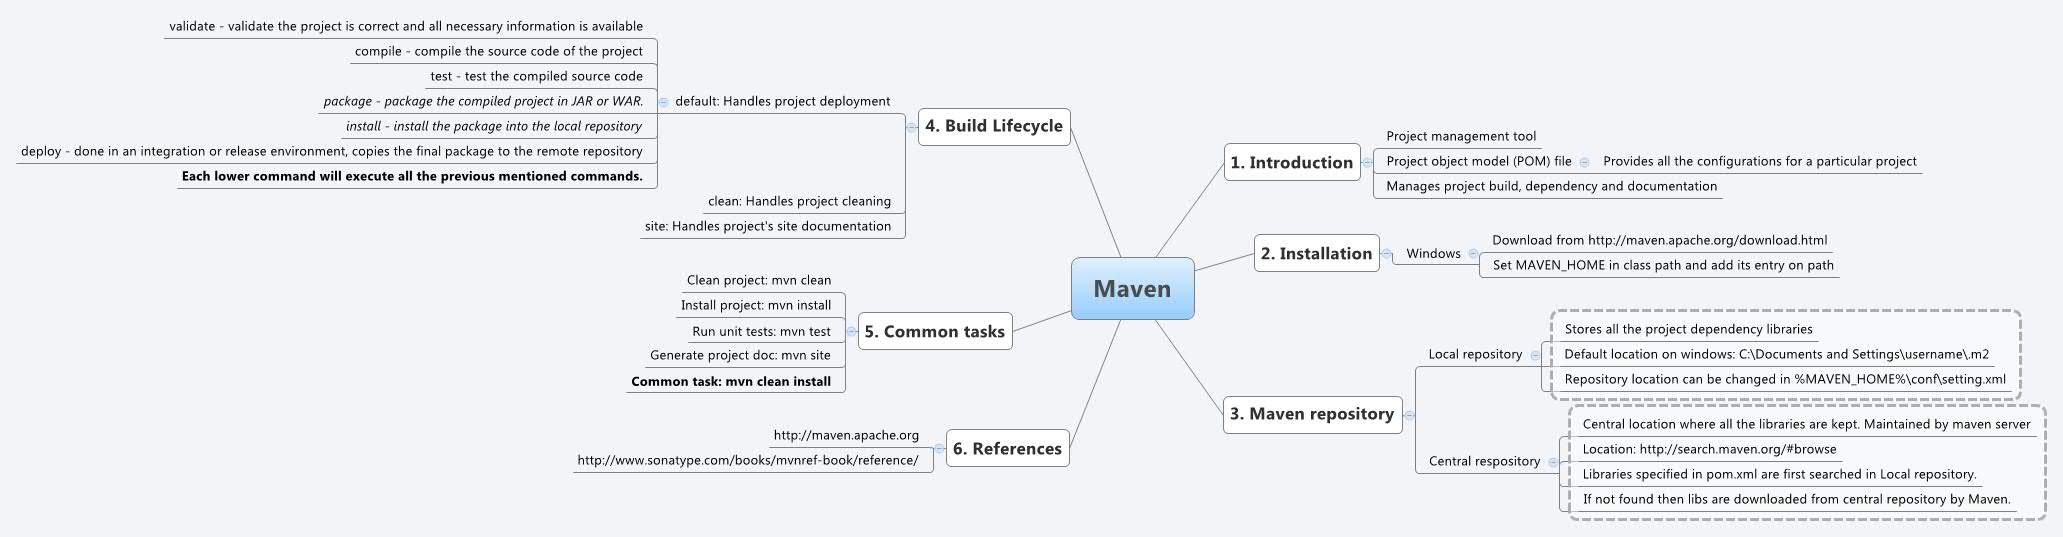 Maven
1. Introduction
Project management tool
Project object model (POM) file
Provides all the configurations for a particular project
Manages project build, dependency and documentation
2. Installation
Windows
Download from http://maven.apache.org/download.html
Set MAVEN_HOME in class path and add its entry on path
3. Maven repository
Local repository
Stores all the project dependency libraries
Default location on windows: C:\Documents and Settings\username\.m2
Repository location can be changed in %MAVEN_HOME%\conf\setting.xml
Central respository
Central location where all the libraries are kept. Maintained by maven server
Location: http://search.maven.org/#browse
Libraries specified in pom.xml are first searched in Local repository.
If not found then libs are downloaded from central repository by Maven.
4. Build Lifecycle
default: Handles project deployment
validate - validate the project is correct and all necessary information is available
compile - compile the source code of the project
test - test the compiled source code
package - package the compiled project in JAR or WAR.
install - install the package into the local repository
deploy - done in an integration or release environment, copies the final package to the remote repository
Each lower command will execute all the previous mentioned commands.
clean: Handles project cleaning
site: Handles project's site documentation
5. Common tasks
Clean project: mvn clean
Install project: mvn install
Run unit tests: mvn test
Generate project doc: mvn site
Common task: mvn clean install
6. References
http://maven.apache.org
http://www.sonatype.com/books/mvnref-book/reference/